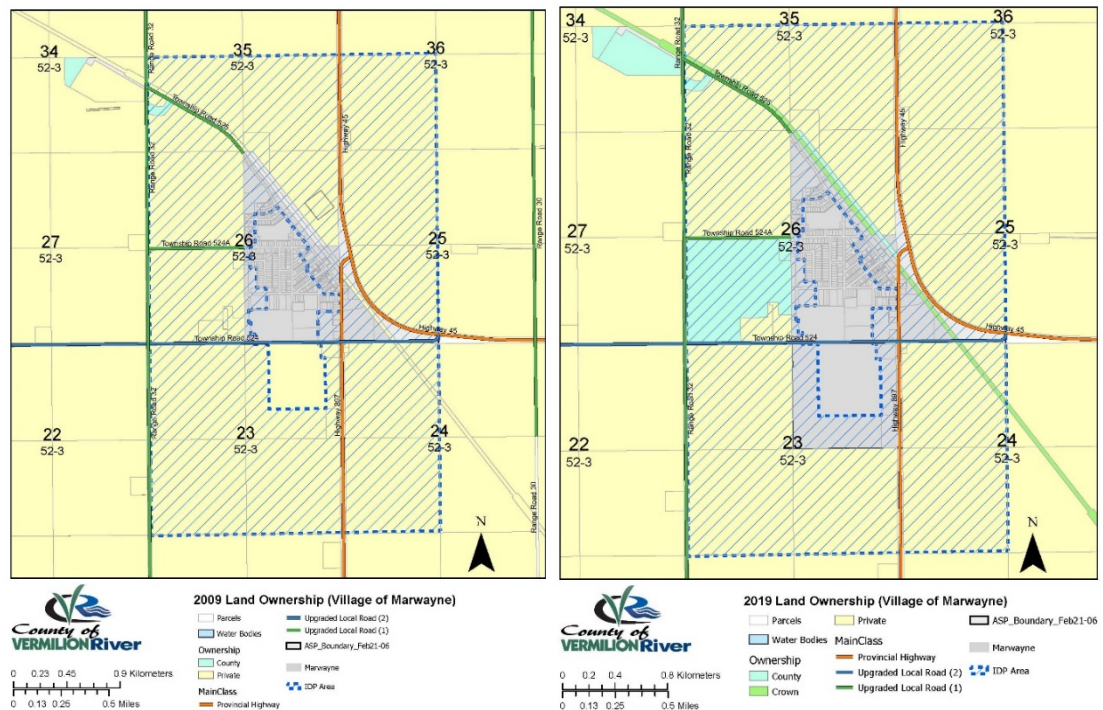 34
52-3
35
36
52-3
Range Road 32
Township Road 525
Highway 45
Range Road 32
27
52-3
Township Road 524A
26
52-3
25
52-3
Range Road 30
Highway 45
Township Road 524
22
52-3
Range Road 32
23
52-3
Highway 897
24
52-3
Range Road 30
N
County of
VERMILION River
0 0.23 0.45 0.9 Kilometers
0 0.13 0.25 0.5 Miles
2009 Land Ownership (Village of Marwayne)
Parcels
Water Bodies
Ownership
County
Private
MainClass
Provincial Highway
Upgraded Local Road (2)
Upgraded Local Road (1)
ASP_Boundary_Feb21-06
Marwayne
IDP Area
34
52-3
35
36
52-3
Range Road 32
Township Road 525
Highway 45
Range Road 32
27
52-3
Township Road 524A
26
52-3
25
52-3
Highway 45
Township Road 524
22
52-3
Range Road 32
23
52-3
Highway 897
24
52-3
N
County of
VERMILION River
0 0.23 0.45 0.8 Kilometers
0 0.13 0.25 0.5 Miles
2019 Land Ownership (Village of Marwayne)
Parcels
Water Bodies
Ownership
County
Crown
Private
MainClass
Provincial Highway
Upgraded Local Road (2)
Upgraded Local Road (1)
ASP_Boundary_Feb21-06
Marwayne
IDP Area